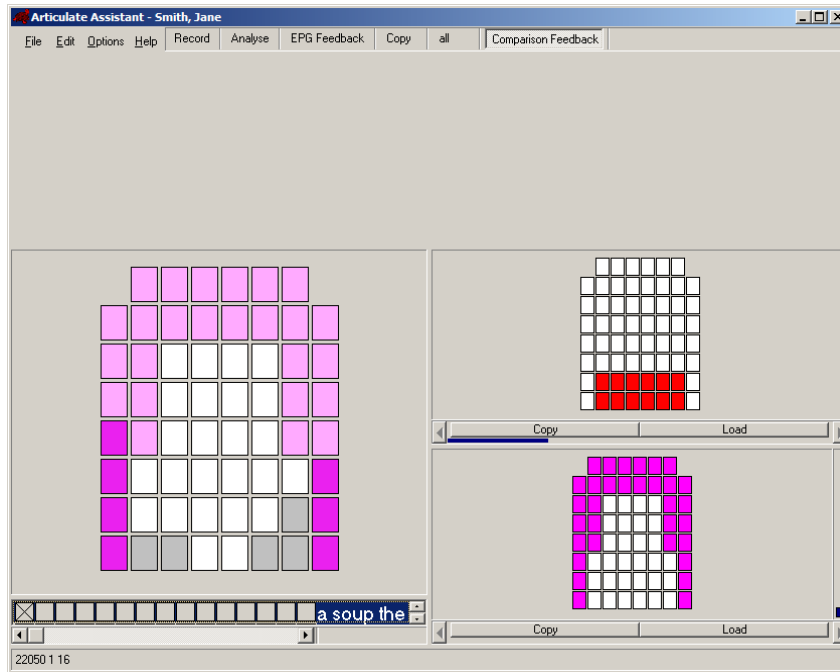 Articulate Assistant - Smith, Jane
File Edit Options Help Record Analyse EPG Feedback Copy all Comparison Feedback
Copy Load
a soup the
Copy Load
22050 1 16